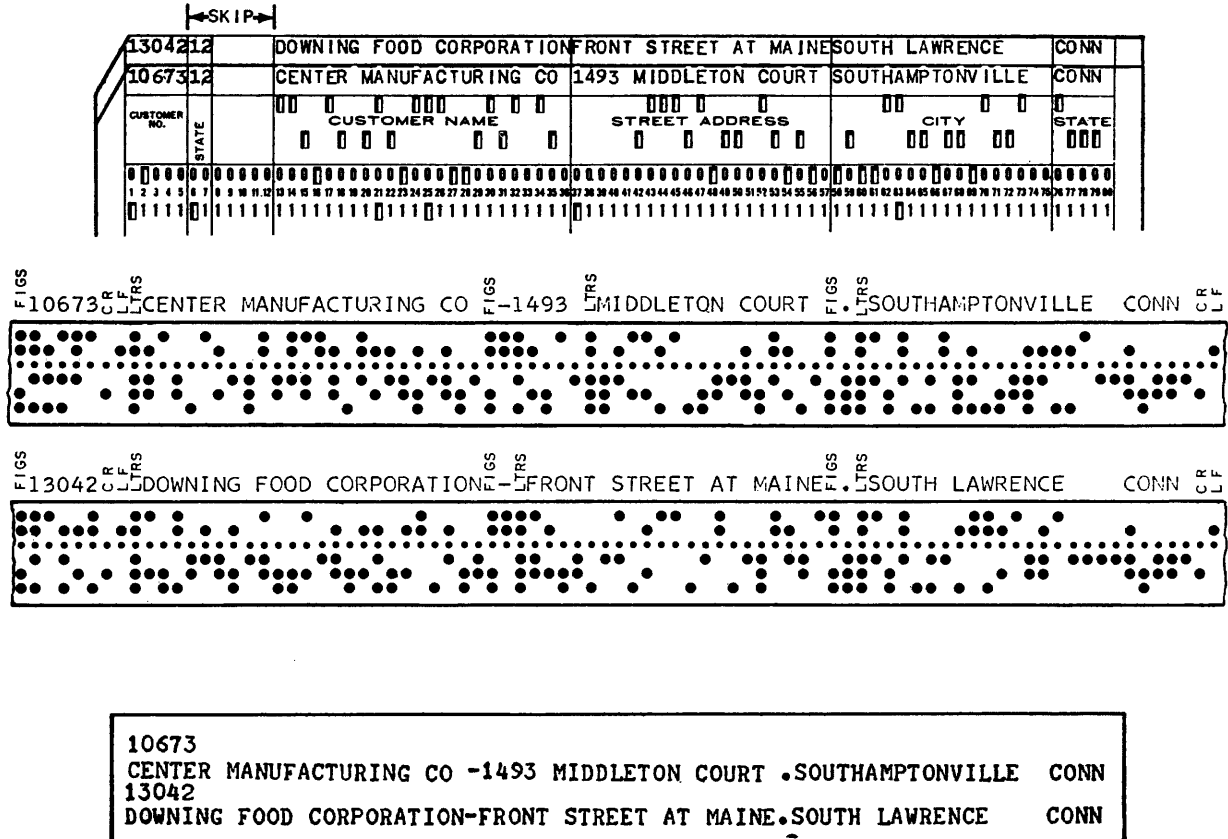 SKIP
13042 12 DOWNING FOOD CORPORATION FRONT STREET AT MAINE SOUTH LAWRENCE CONN
10673 12 CENTER MANUFACTURING CO 1493 MIDDLETON COURT SOUTHAMPTONVILLE CONN
CUSTOMER NO. STATE CUSTOMER NAME STREET ADDRESS CITY STATE
FIGS 10673 CR LF LTRS CENTER MANUFACTURING CO FIGS -1493 LTRS MIDDLETON COURT FIGS . LTRS SOUTHAMPTONVILLE CONN CR LF
FIGS 13042 CR LF LTRS DOWNING FOOD CORPORATION FIGS - LTRS FRONT STREET AT MAINE FIGS . LTRS SOUTH LAWRENCE CONN CR LF
10673
CENTER MANUFACTURING CO -1493 MIDDLETON COURT .SOUTHAMPTONVILLE CONN
13042
DOWNING FOOD CORPORATION-FRONT STREET AT MAINE.SOUTH LAWRENCE CONN